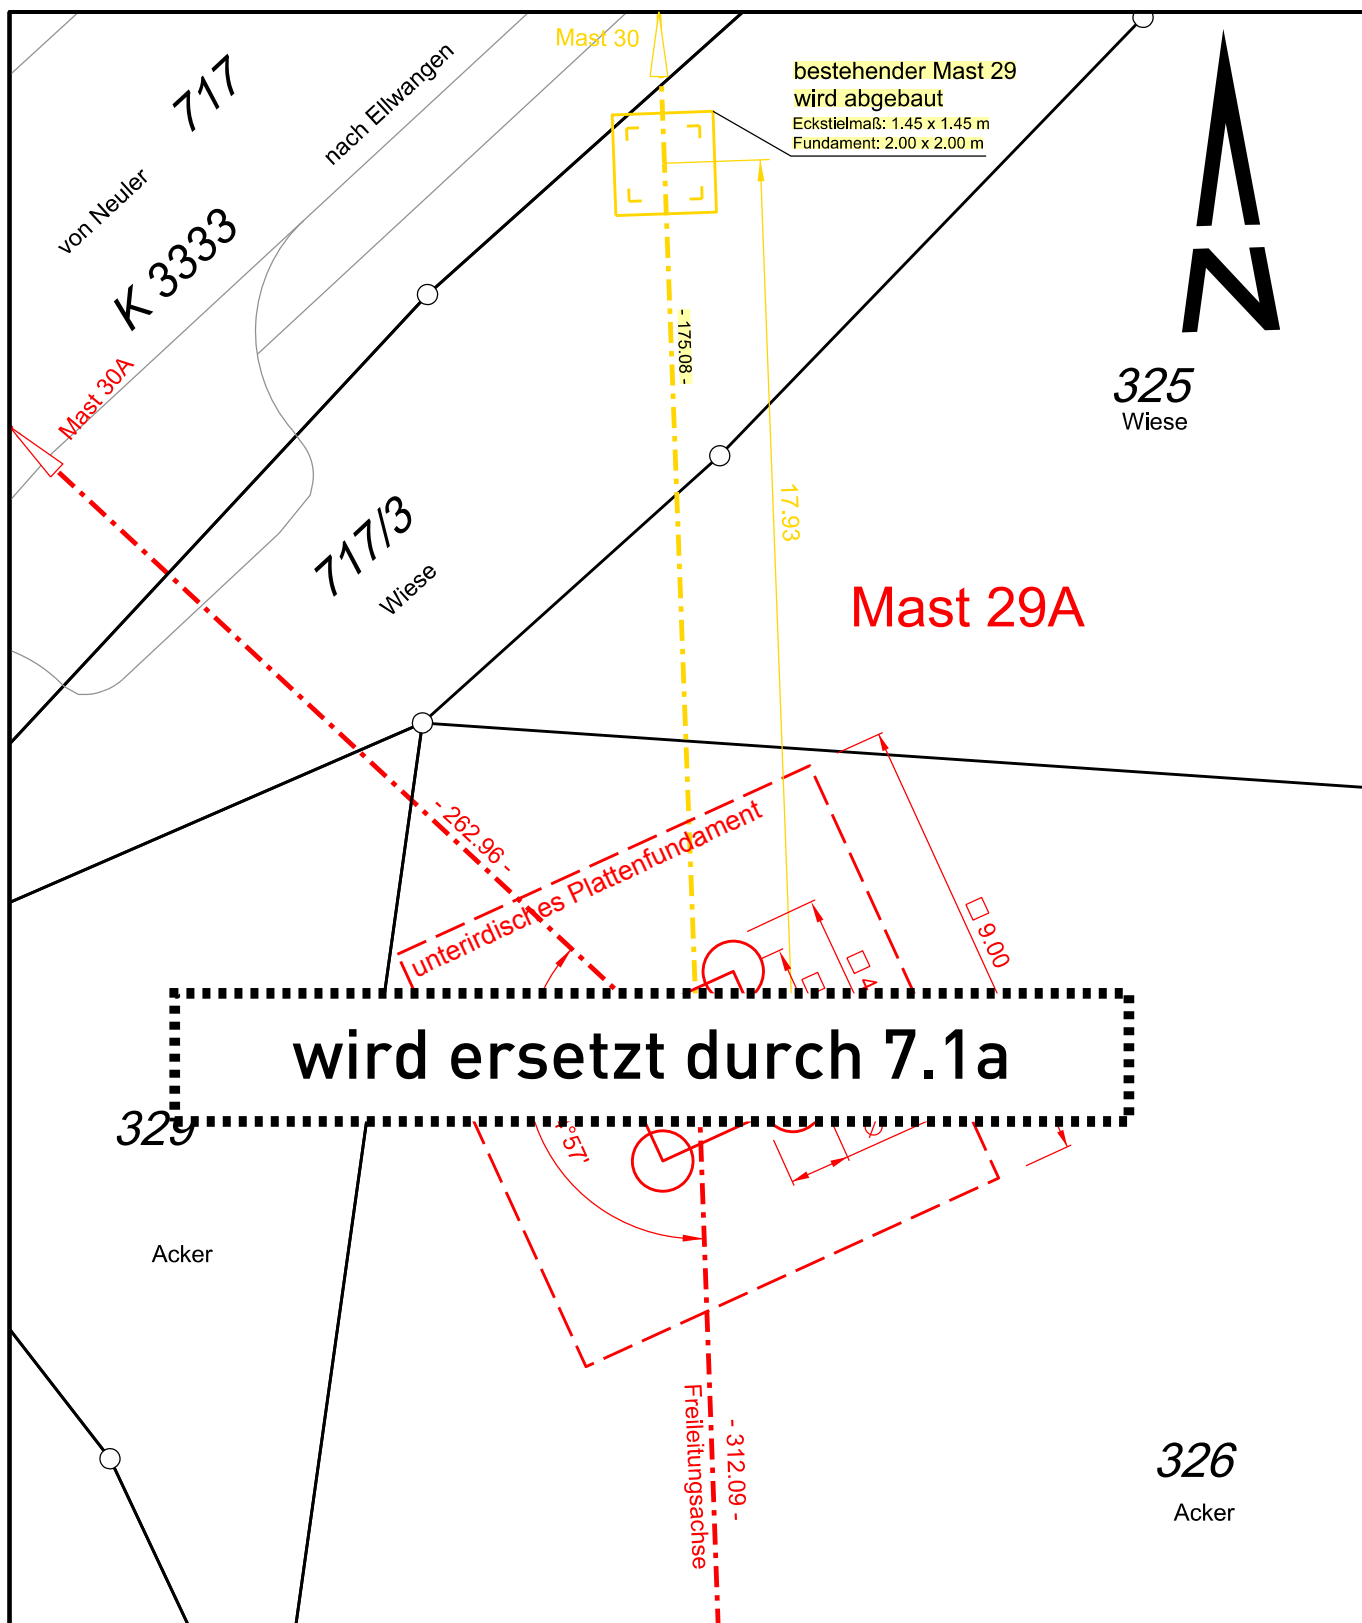 Mast 30
bestehender Mast 29
wird abgebaut
Eckstielmaß: 1.45 x 1.45 m
Fundament: 2.00 x 2.00 m
717
nach Ellwangen
von Neuler
K 3333
N
Mast 30A
- 175.08 -
325
Wiese
17.93
717/3
Wiese
Mast 29A
- 262.96 -
unterirdisches Plattenfundament
□ 9.00
□ 4
□
wird ersetzt durch 7.1a
329
°57'
Ø
Acker
Freileitungsachse
- 312.09 -
326
Acker